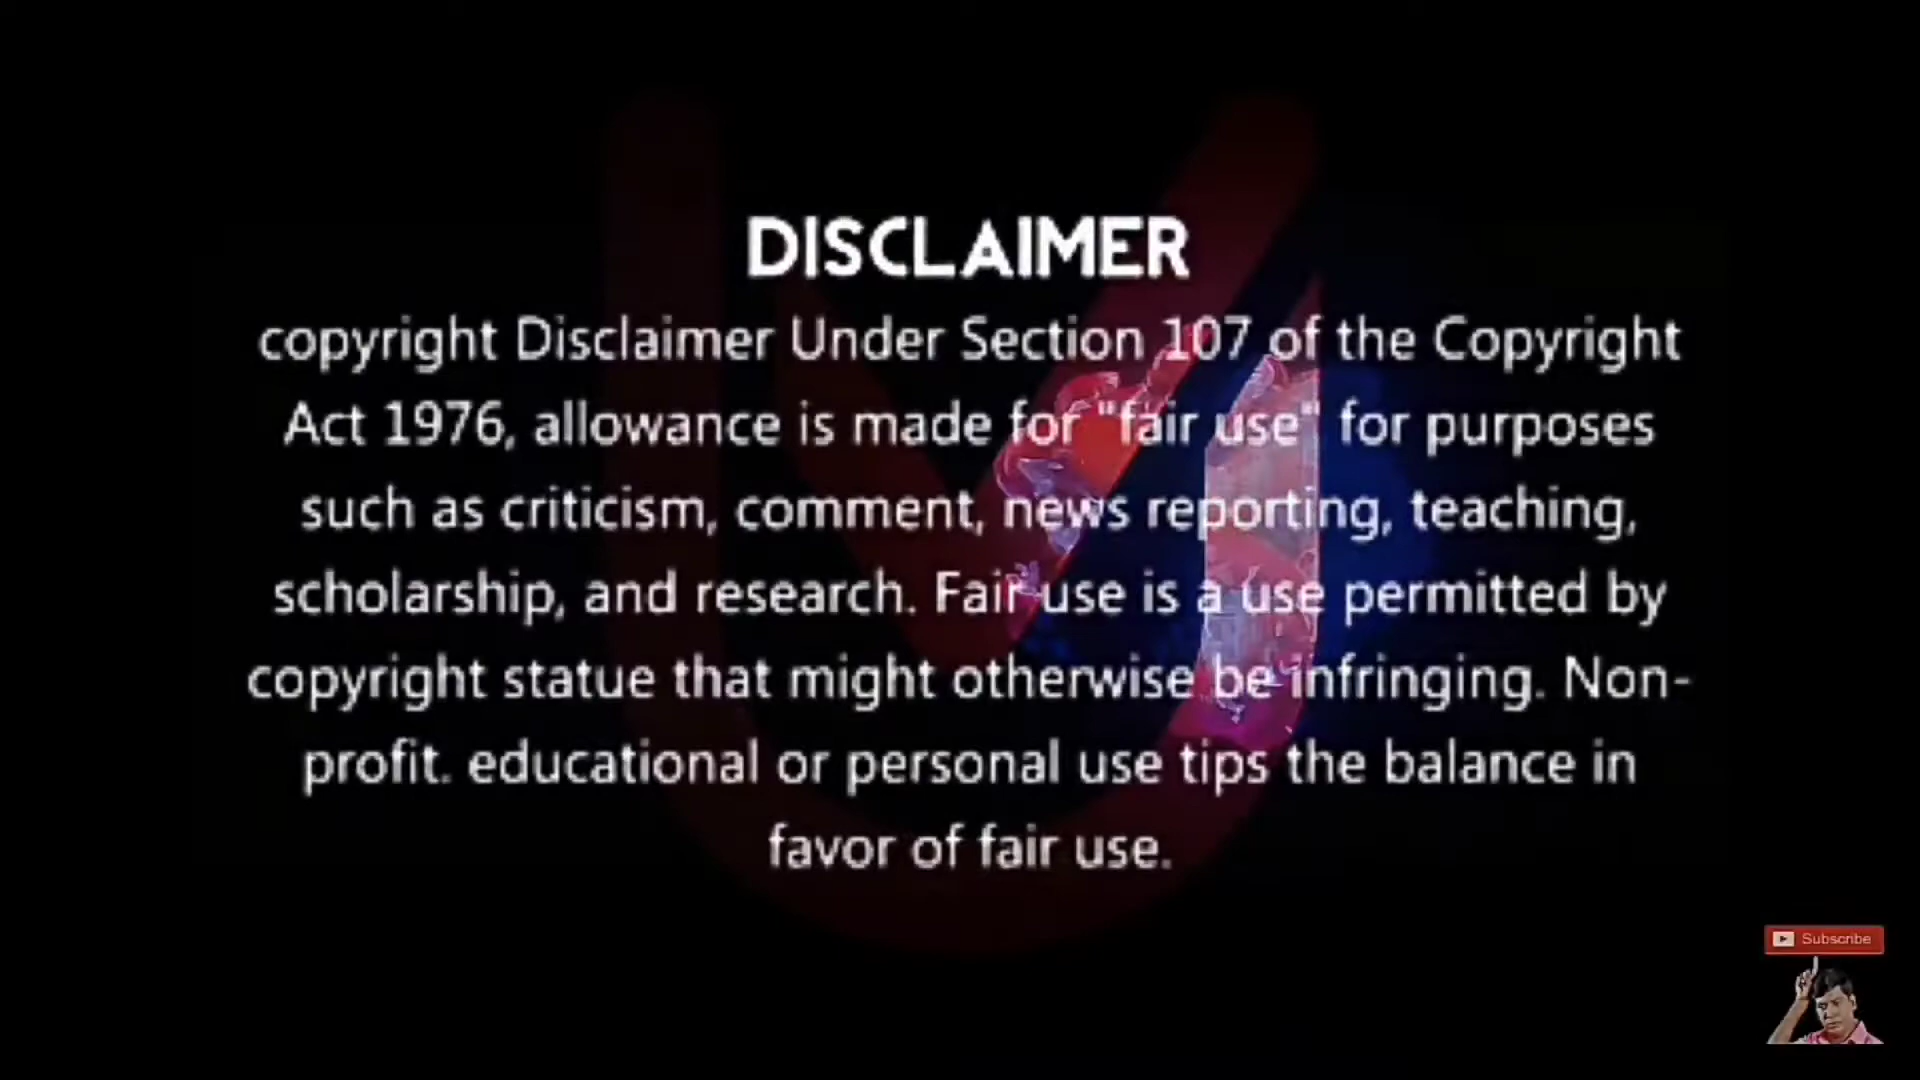 DISCLAIMER
copyright Disclaimer Under Section 107 of the Copyright
Act 1976, allowance is made for "fair use" for purposes
such as criticism, comment, news reporting, teaching,
scholarship, and research. Fair use is a use permitted by
copyright statue that might otherwise be infringing. Non-
profit. educational or personal use tips the balance in
favor of fair use.
Subscribe